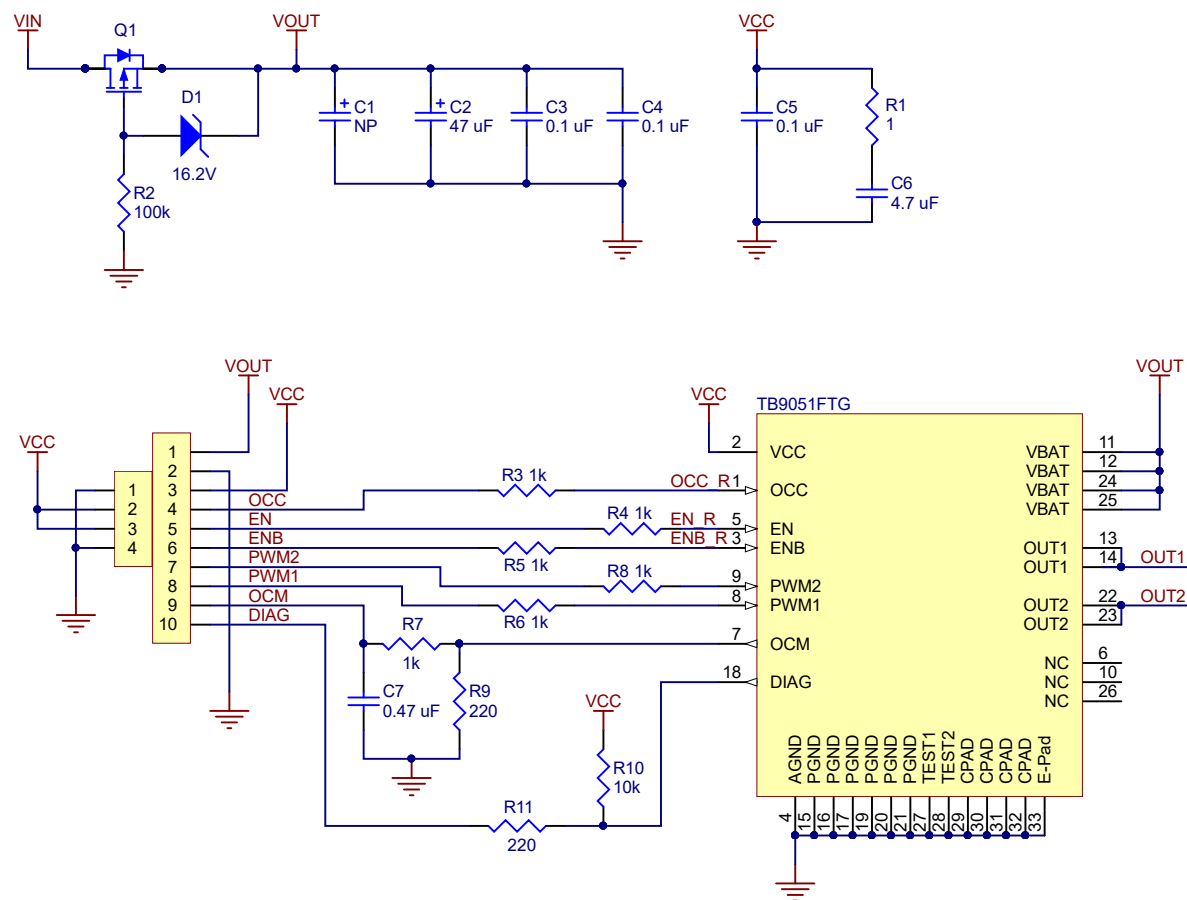 VIN
Q1
VOUT
D1
16.2V
R2
100k
C1
NP
C2
47 uF
C3
0.1 uF
C4
0.1 uF
VCC
C5
0.1 uF
R1
1
C6
4.7 uF
VOUT
VCC
VCC
1
2
3
4
1
2
3
4
5
6
7
8
9
10
OCC
EN
ENB
PWM2
PWM1
OCM
DIAG
R3 1k
R4 1k
R5 1k
R8 1k
R6 1k
R7
1k
C7
0.47 uF
R9
220
VCC
R10
10k
R11
220
OCC_R
EN_R
ENB_R
VCC
TB9051FTG
2 VCC
1 OCC
5 EN
3 ENB
9 PWM2
8 PWM1
7 OCM
18 DIAG
VOUT
VBAT 11
VBAT 12
VBAT 24
VBAT 25
OUT1 13
OUT1 14
OUT1
OUT2 22
OUT2 23
OUT2
NC 6
NC 10
NC 26
AGND 4
PGND 15
PGND 16
PGND 17
PGND 19
PGND 20
PGND 21
TEST1 27
TEST2 28
CPAD 29
CPAD 30
CPAD 31
CPAD 32
E-Pad 33